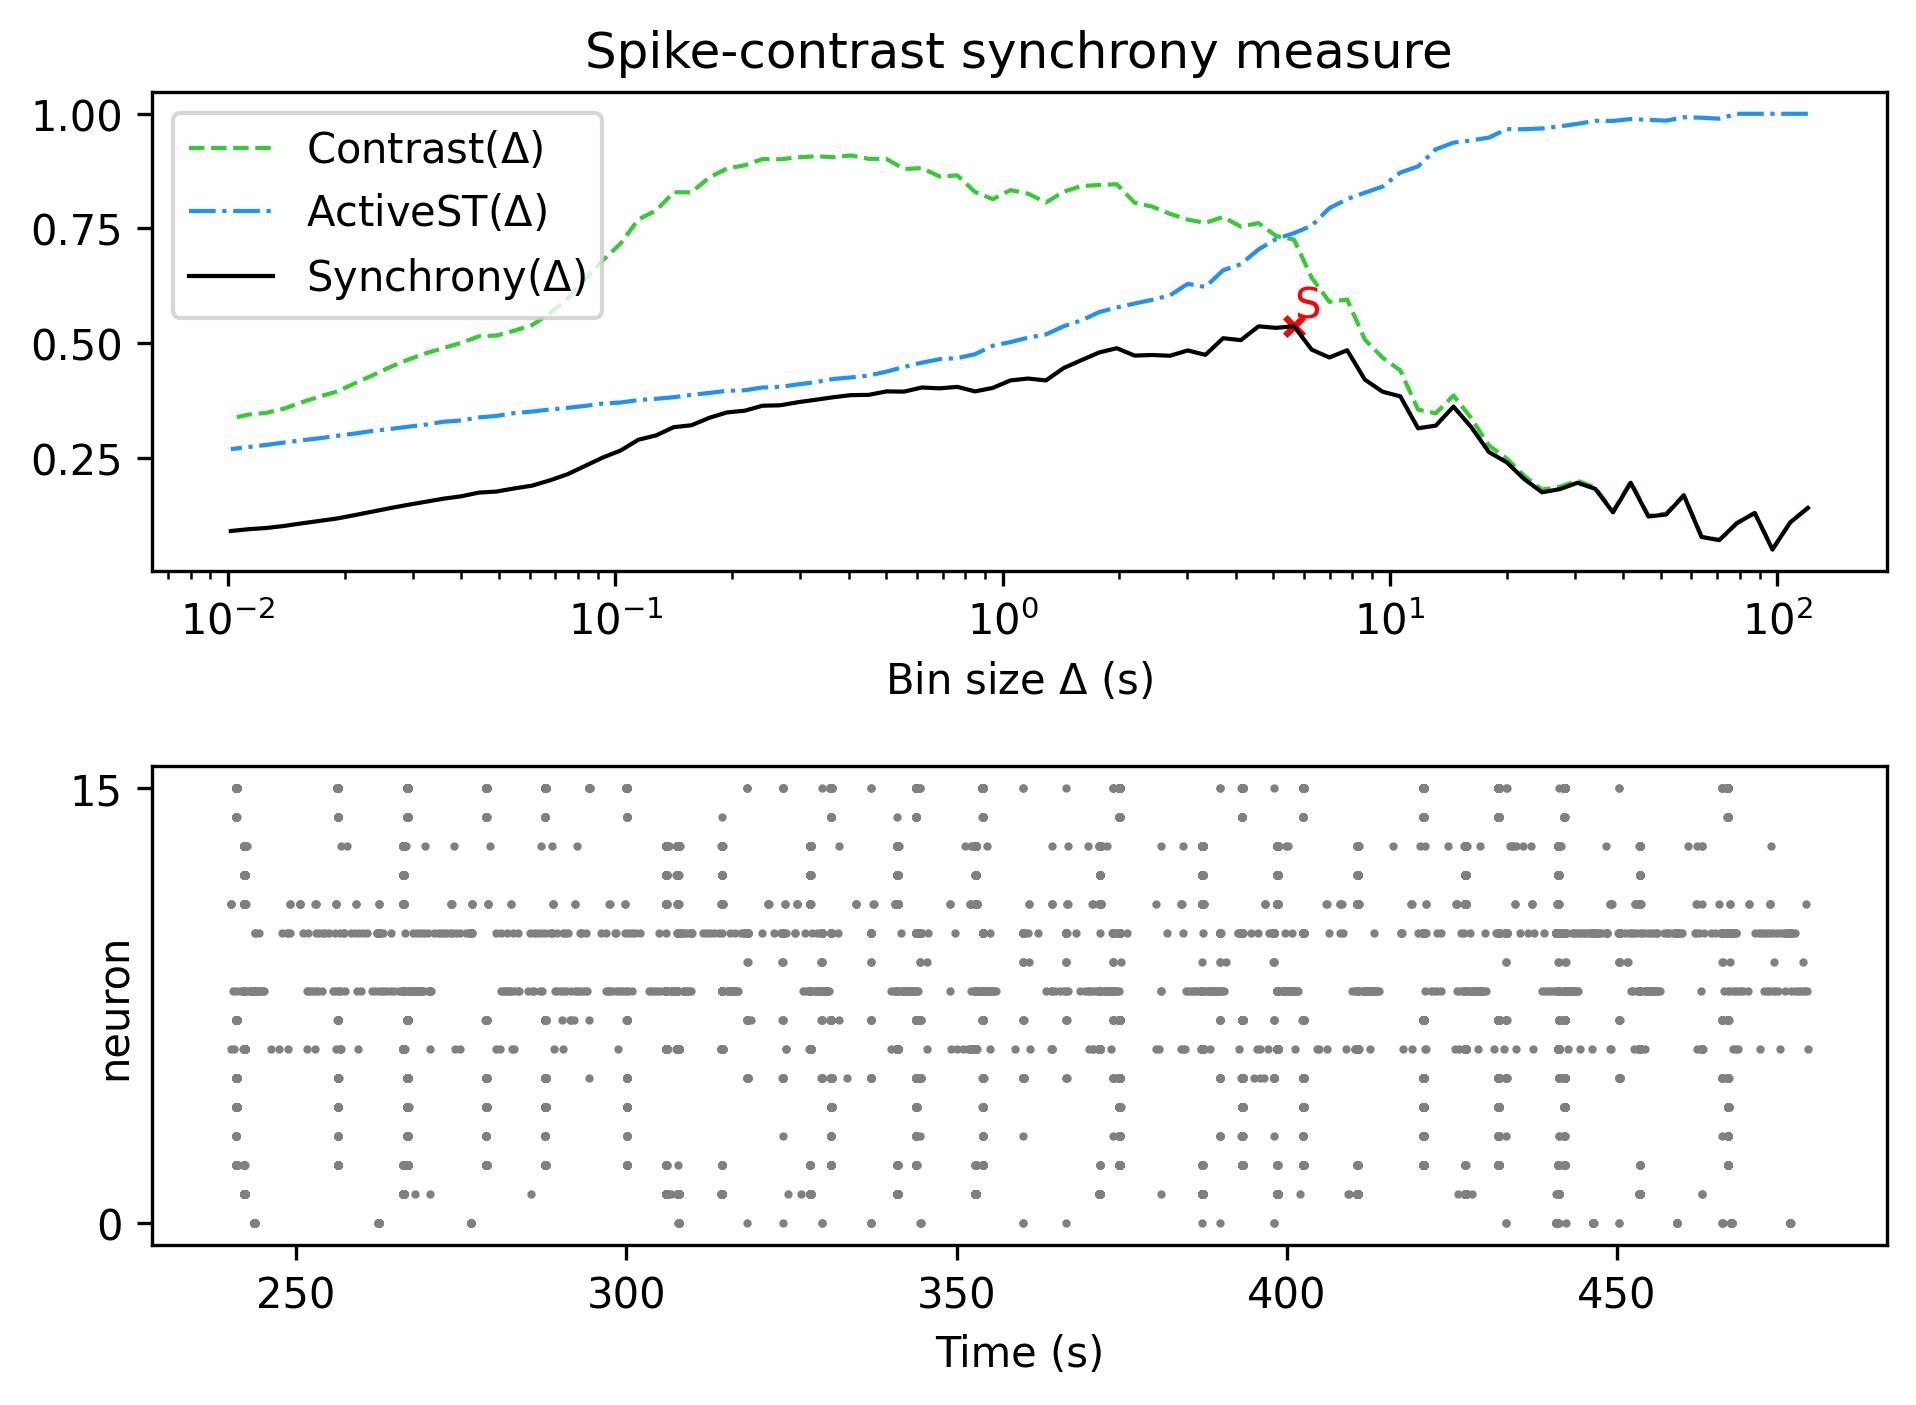 Spike-contrast synchrony measure
1.00
0.75
0.50
0.25
Contrast(Δ)
ActiveST(Δ)
Synchrony(Δ)
S
10⁻² 10⁻¹ 10⁰ 10¹ 10²
Bin size Δ (s)
15
0
neuron
250 300 350 400 450
Time (s)